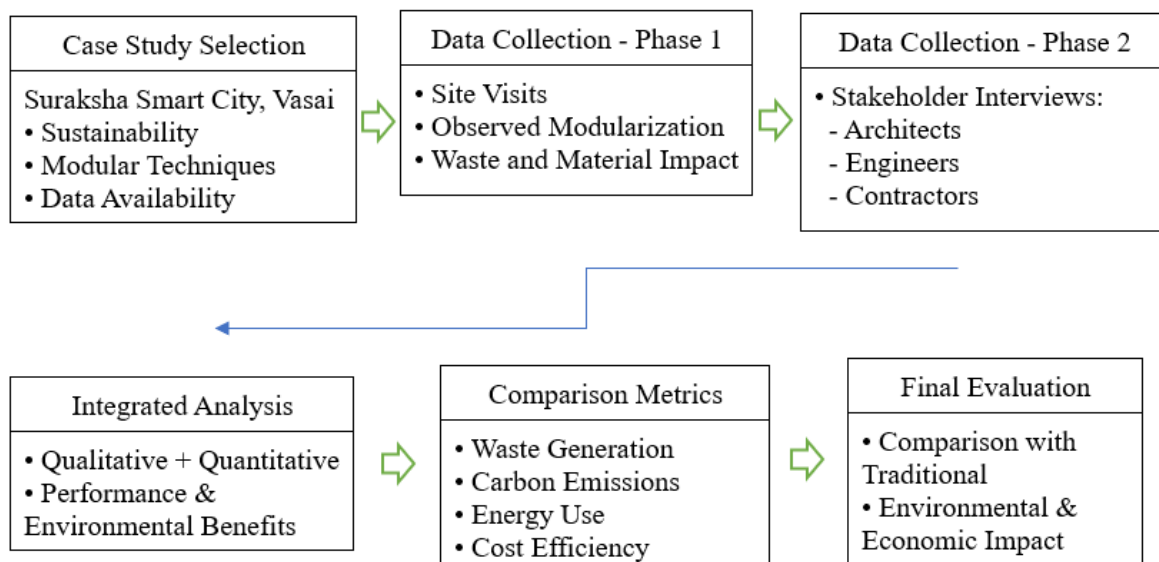 Case Study Selection
Suraksha Smart City, Vasai
• Sustainability
• Modular Techniques
• Data Availability
Data Collection - Phase 1
• Site Visits
• Observed Modularization
• Waste and Material Impact
Data Collection - Phase 2
• Stakeholder Interviews:
- Architects
- Engineers
- Contractors
Integrated Analysis
• Qualitative + Quantitative
• Performance &
Environmental Benefits
Comparison Metrics
• Waste Generation
• Carbon Emissions
• Energy Use
• Cost Efficiency
Final Evaluation
• Comparison with
Traditional
• Environmental &
Economic Impact